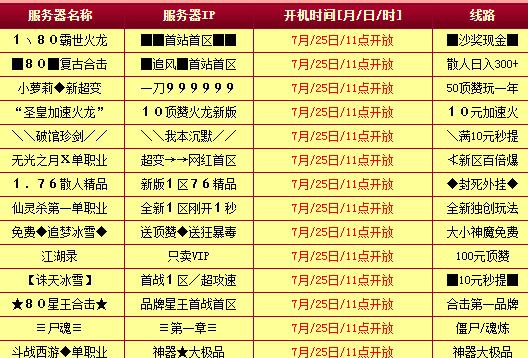 服务器名称 服务器IP 开机时间[月/日/时] 线路
1ヽ80霸世火龙 ██首站首区██ 7月/25日/11点开放 █沙奖现金█
█80█复古合击 █追风█首站首区 7月/25日/11点开放 散人日入300+
小萝莉◆新超变 一刀999999 7月/25日/11点开放 50顶赞玩一年
“圣皇加速火龙” 10顶赞火龙新版 7月/25日/11点开放 10元加速火
╲╲破馆珍剑╱╱ ╲╲我本沉默╱╱ 7月/25日/11点开放 ╲满10元秒提
无光之月X单职业 超变→→网红首区 7月/25日/11点开放 ≮新区百倍爆
1.76散人精品 新版1区76精品 7月/25日/11点开放 ◆封死外挂◆
仙灵杀第一单职业 全新1区刚开1秒 7月/25日/11点开放 全新独创玩法
免费◆追梦冰雪◆ 送顶赞◆送狂暴毒 7月/25日/11点开放 大小神魔免费
江湖录 只卖VIP 7月/25日/11点开放 100元顶赞
【诛天冰雪】 首战1区／超攻速 7月/25日/11点开放 █10元秒提█
★80星王合击★ 品牌星王首战首区 7月/25日/11点开放 合击第一品牌
≡尸魂≡ ≡第一章≡ 7月/25日/11点开放 僵尸/魂炼
斗战西游◆单职业 神器★大极品 7月/25日/11点开放 神器大极品